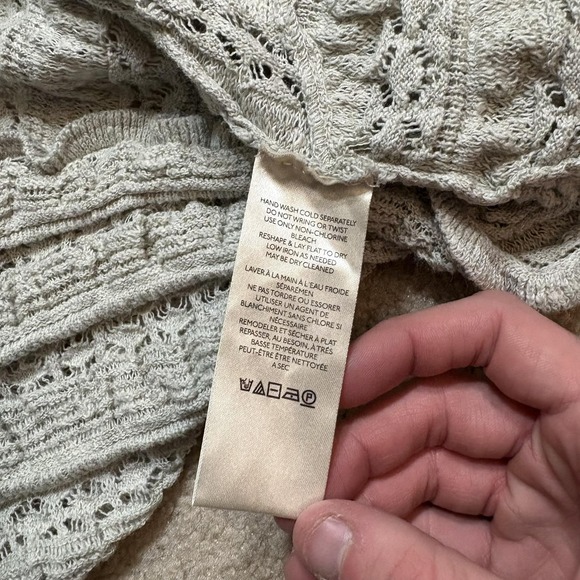 HAND WASH COLD SEPARATELY
DO NOT WRING OR TWIST
USE ONLY NON-CHLORINE
BLEACH
RESHAPE & LAY FLAT TO DRY
LOW IRON AS NEEDED
MAY BE DRY CLEANED
LAVER À LA MAIN À L'EAU FROIDE
SÉPAREMEN
NE PAS TORDRE OU ESSORER
UTILISER UN AGENT DE
BLANCHIMENT SANS CHLORE SI
NÉCESSAIRE
REMODELER ET SÉCHER À PLAT
REPASSER, AU BESOIN, À TRÉS
BASSE TEMPÉRATURE
PEUT-ÊTRE ÊTRE NETTOYÉE
A SEC
P